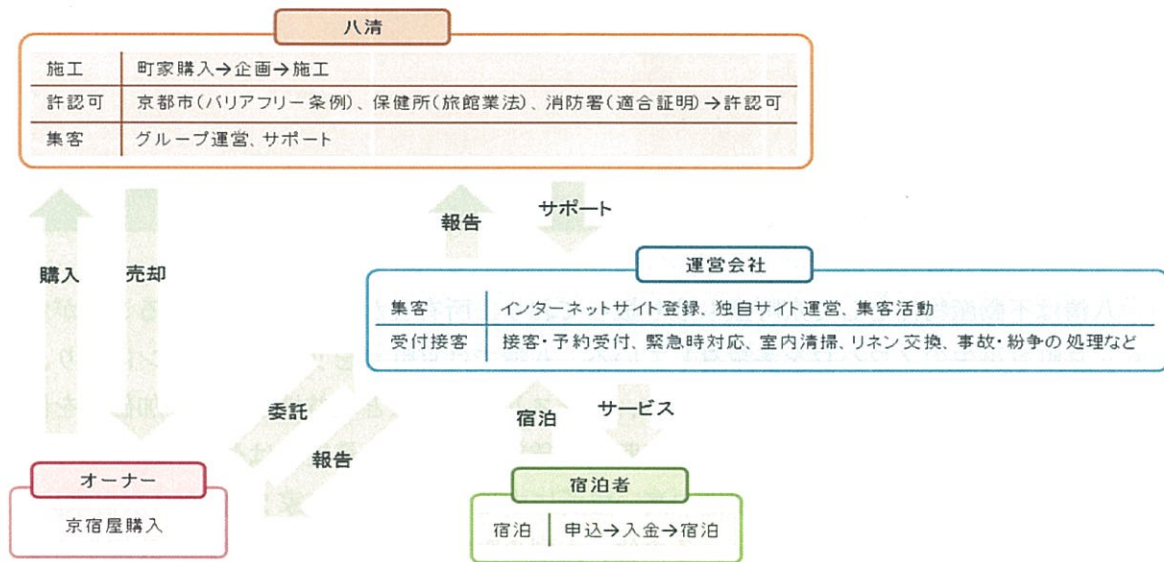 八清
施工 町家購入→企画→施工
許認可 京都市(バリアフリー条例)、保健所(旅館業法)、消防署(適合証明)→許認可
集客 グループ運営、サポート
報告 サポート
購入 売却
運営会社
集客 インターネットサイト登録、独自サイト運営、集客活動
受付接客 接客・予約受付、緊急時対応、室内清掃、リネン交換、事故・紛争の処理など
委託 報告
宿泊 サービス
オーナー
京宿屋購入
宿泊者
宿泊 申込→入金→宿泊